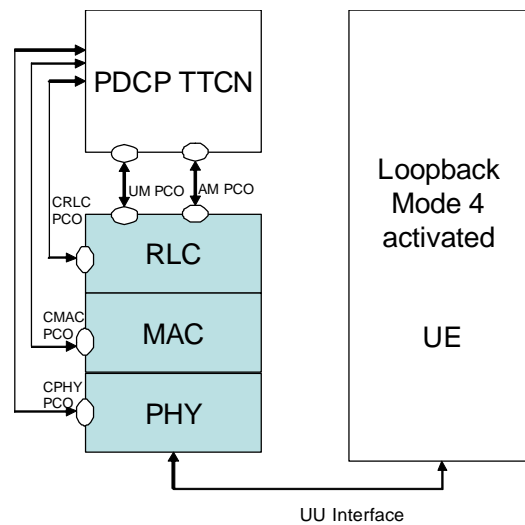 PDCP TTCN
UM PCO
AM PCO
CRLC
PCO
RLC
CMAC
PCO
MAC
CPHY
PCO
PHY
Loopback
Mode 4
activated
UE
UU Interface